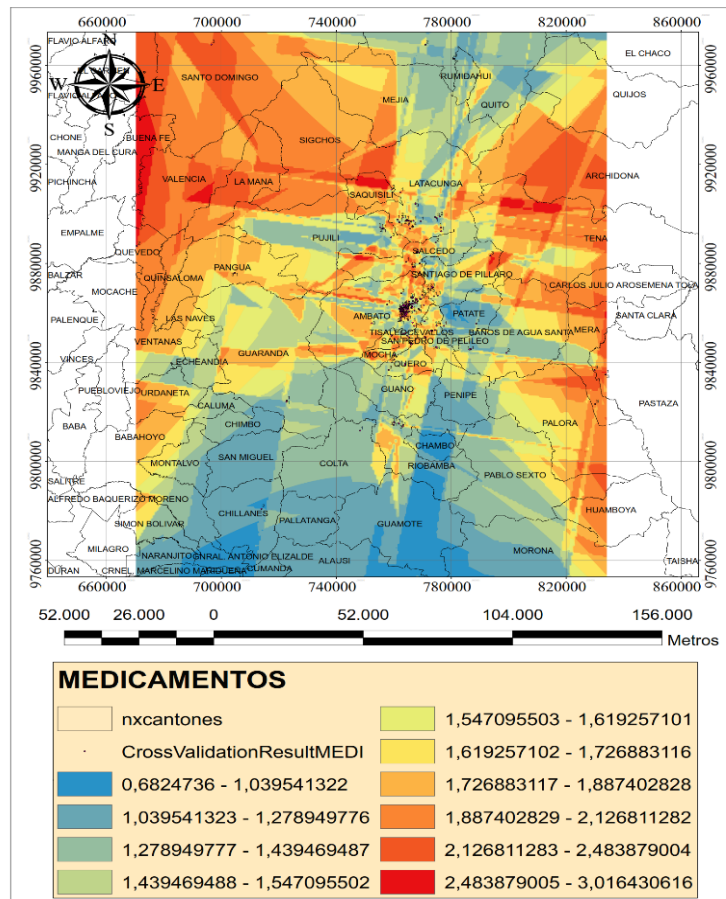 6600000 7000000 740000 780000 820000 860000
9960000 9960000
9920000 9920000
9880000 9880000
9840000 9840000
9800000 9800000
9760000 9760000
N
W E
S
FLAVIO ALFARO
EL CHACO
RUMIDAHUI
SANTO DOMINGO
MEJIA
QUITO
QUIJOS
CHONE
BUENA FE
MANGA DEL CURA
SIGCHOS
PICHINCHA
VALENCIA
LA MANA
SAQUISILI
LATACUNGA
ARCHIDONA
EMPALME
PUJILI
TENA
QUEVEDO
SALCEDO
BALZAR
PANGUA
QUINSALOMA
SANTIAGO DE PILLARO
MOCACHE
CARLOS JULIO AROSEMENA TOLA
PALENQUE
LAS NAVES
AMBATO
PATATE
SANTA CLARA
BAÑOS DE AGUA SANTA
MERA
VENTANAS
SAN PEDRO DE PELILEO
VINCES
GUARANDA
MOCHA
ECHEANDIA
QUERO
PUEBLOVIEJO
URDANETA
GUANO
PENIPE
PASTAZA
CALUMA
BABA
CHIMBO
PALORA
BABAHOYO
CHAMBO
MONTALVO
SAN MIGUEL
COLTA
RIOBAMBA
PABLO SEXTO
SALITRE
ALFREDO BAQUERIZO MORENO
HUAMBOYA
CHILLANES
SIMON BOLIVAR
PALLATANGA
GUAMOTE
MILAGRO
MORONA
NARANJITO
GNRAL. ANTONIO ELIZALDE
ALAUSI
TAISHA
DURAN
CRNEL. MARCELINO MARIDUEÑA
CUMANDA
6600000 7000000 740000 780000 820000 860000
52.000 26.000 0 52.000 104.000 156.000
Metros
MEDICAMENTOS
nxcantones
CrossValidationResultMEDI
0,6824736 - 1,039541322
1,039541323 - 1,278949776
1,278949777 - 1,439469487
1,439469488 - 1,547095502
1,547095503 - 1,619257101
1,619257102 - 1,726883116
1,726883117 - 1,887402828
1,887402829 - 2,126811282
2,126811283 - 2,483879004
2,483879005 - 3,016430616